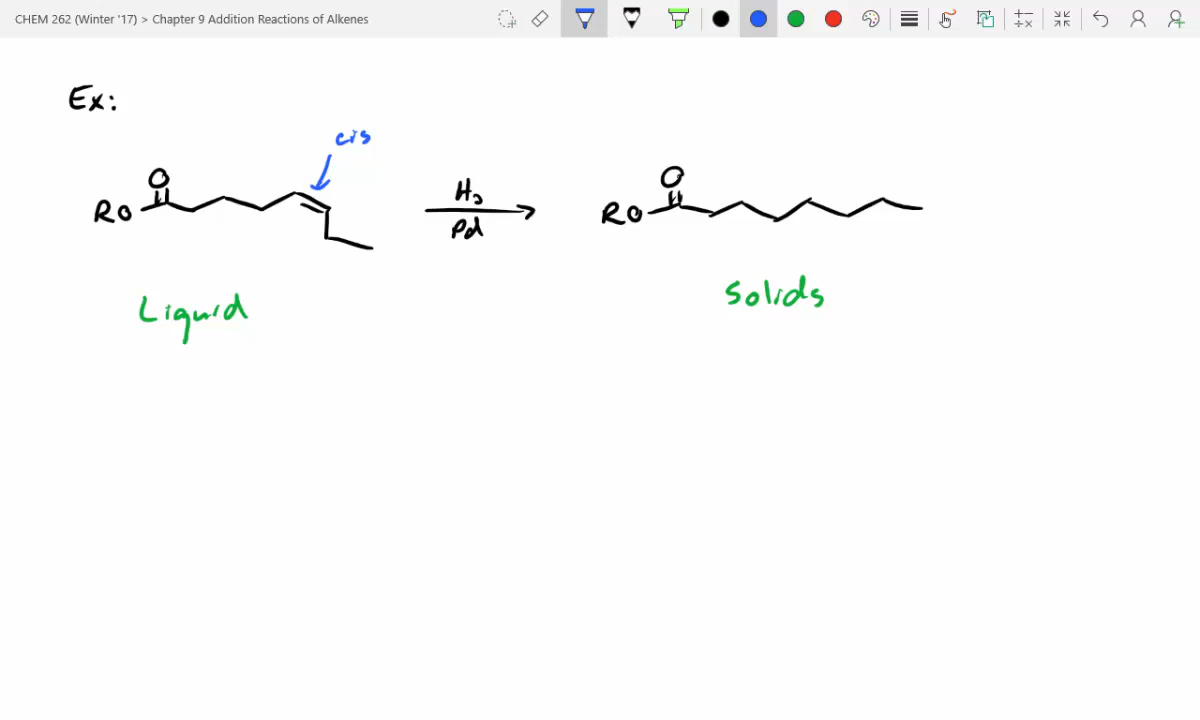 CHEM 262 (Winter '17) > Chapter 9 Addition Reactions of Alkenes
Ex:
cis
O
RO
H₂
Pd
O
RO
Liquid
Solids